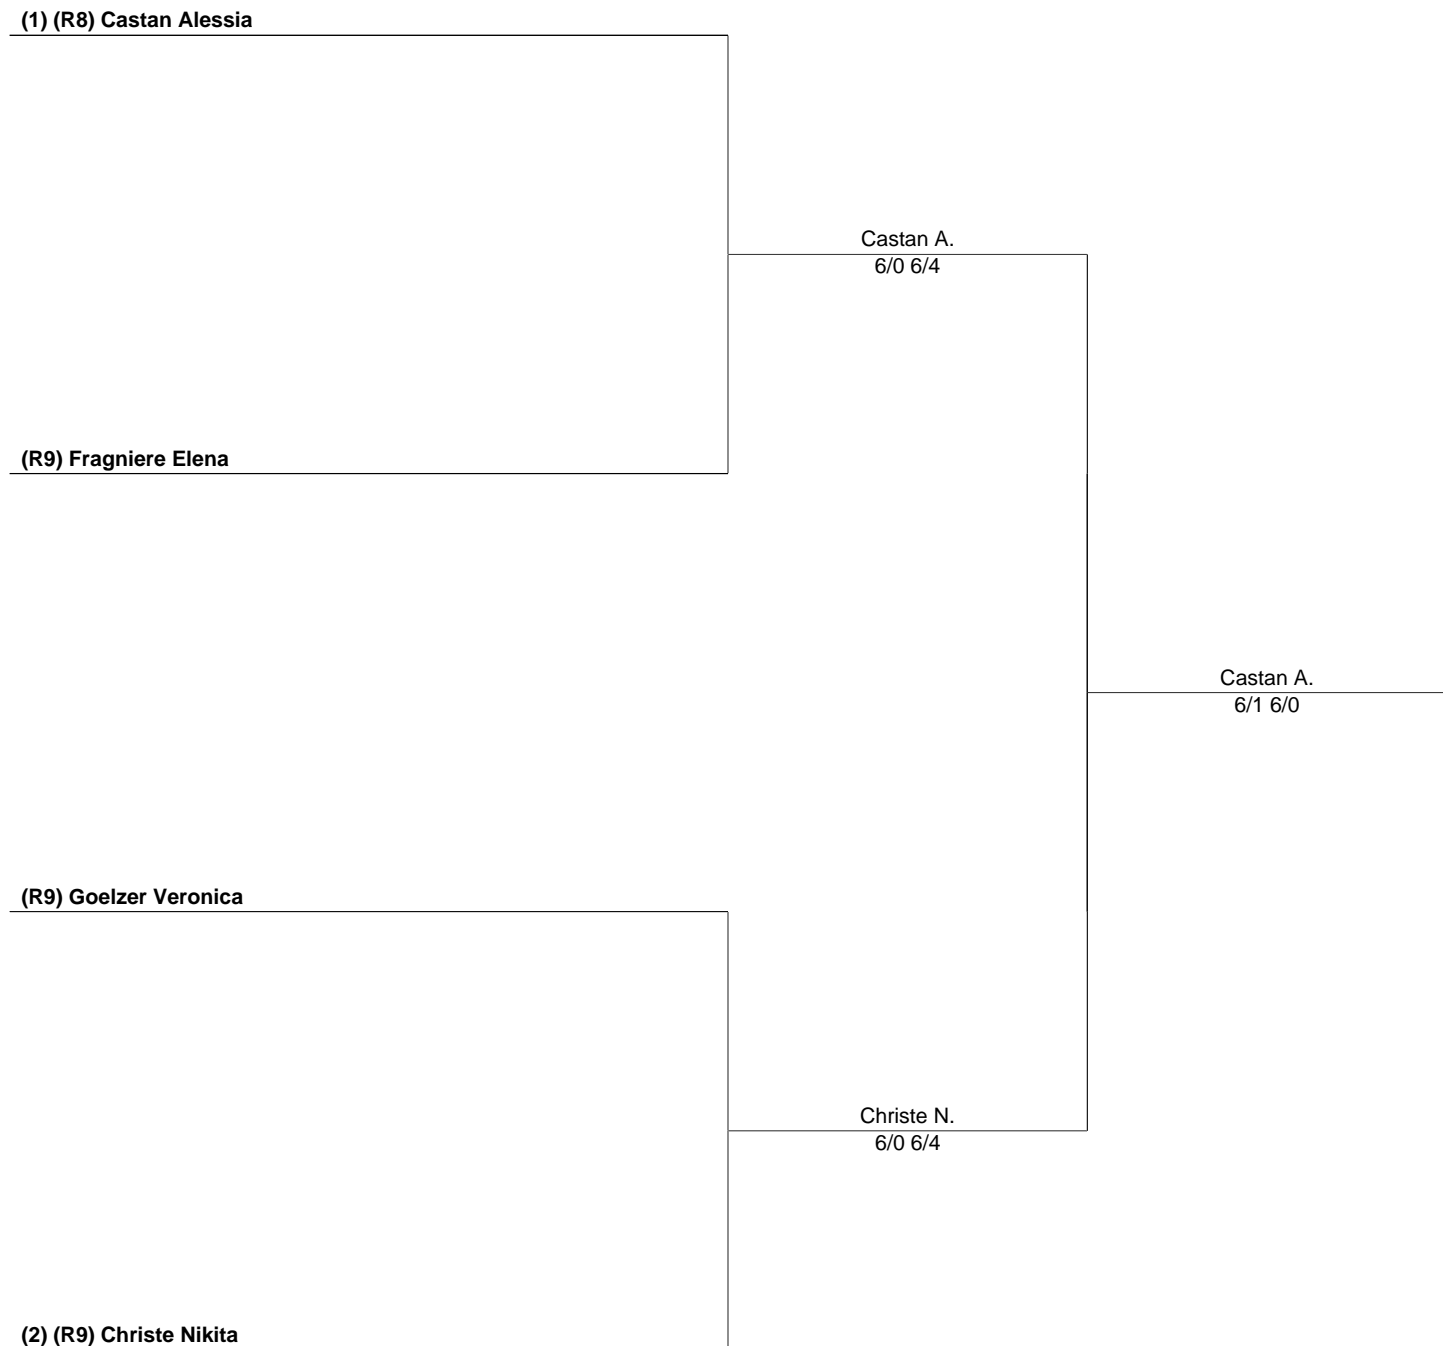 (1) (R8) Castan Alessia
Castan A.
6/0 6/4
(R9) Fragniere Elena
Castan A.
6/1 6/0
(R9) Goelzer Veronica
Christe N.
6/0 6/4
(2) (R9) Christe Nikita